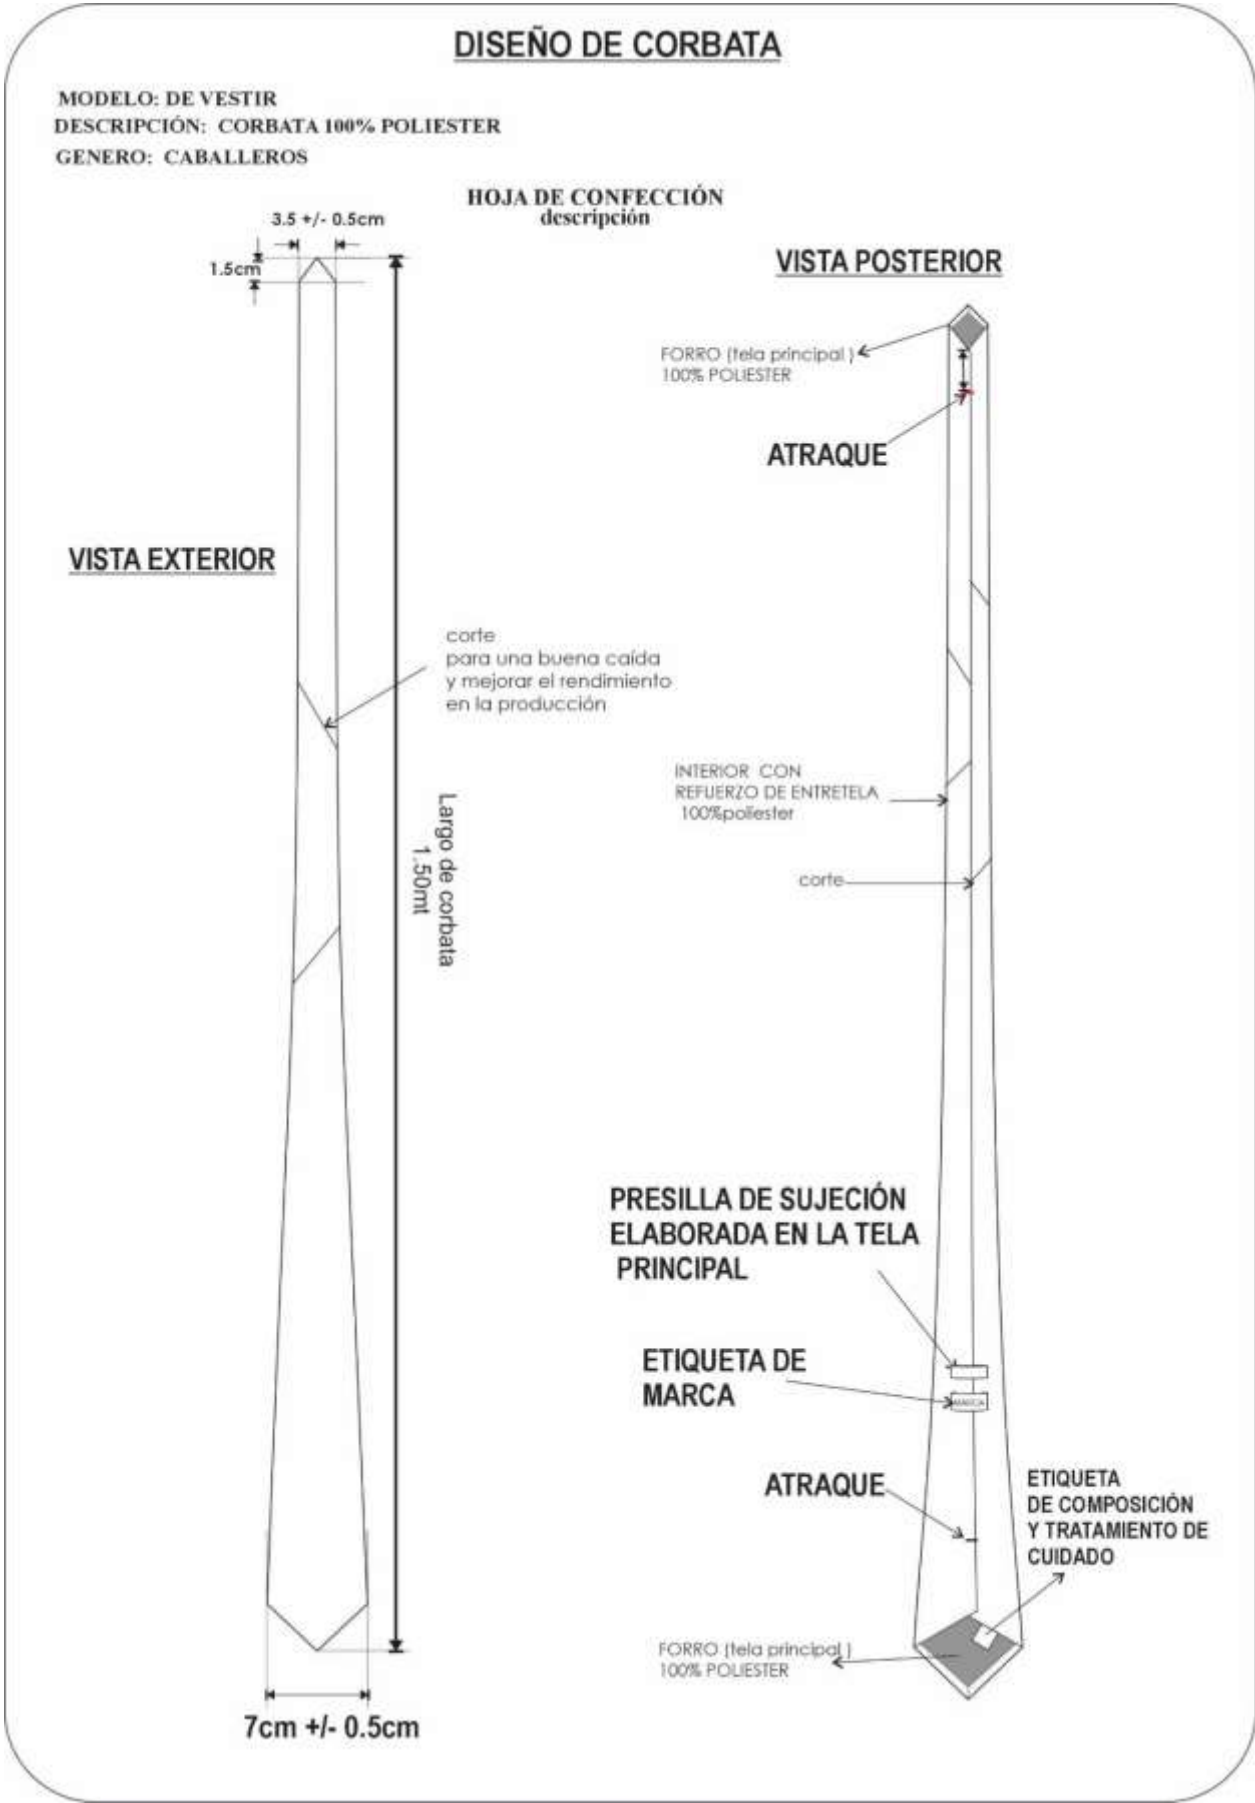 DISEÑO DE CORBATA
MODELO: DE VESTIR
DESCRIPCIÓN: CORBATA 100% POLIESTER
GENERO: CABALLEROS
HOJA DE CONFECCIÓN
descripción
3.5 +/- 0.5cm
1.5cm
VISTA EXTERIOR
corte
para una buena caída
y mejorar el rendimiento
en la producción
Largo de corbata
1.50mt
7cm +/- 0.5cm
VISTA POSTERIOR
FORRO (tela principal )
100% POLIESTER
ATRAQUE
INTERIOR CON
REFUERZO DE ENTRETELA
100%poliester
corte
PRESILLA DE SUJECIÓN
ELABORADA EN LA TELA
PRINCIPAL
ETIQUETA DE
MARCA
MARCA
ATRAQUE
ETIQUETA
DE COMPOSICIÓN
Y TRATAMIENTO DE
CUIDADO
FORRO (tela principal )
100% POLIESTER